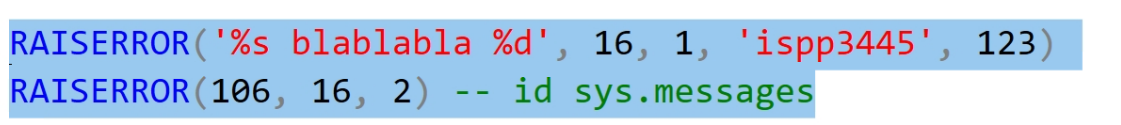 RAISERROR('%s blablabla %d', 16, 1, 'ispp3445', 123)
RAISERROR(106, 16, 2) -- id sys.messages